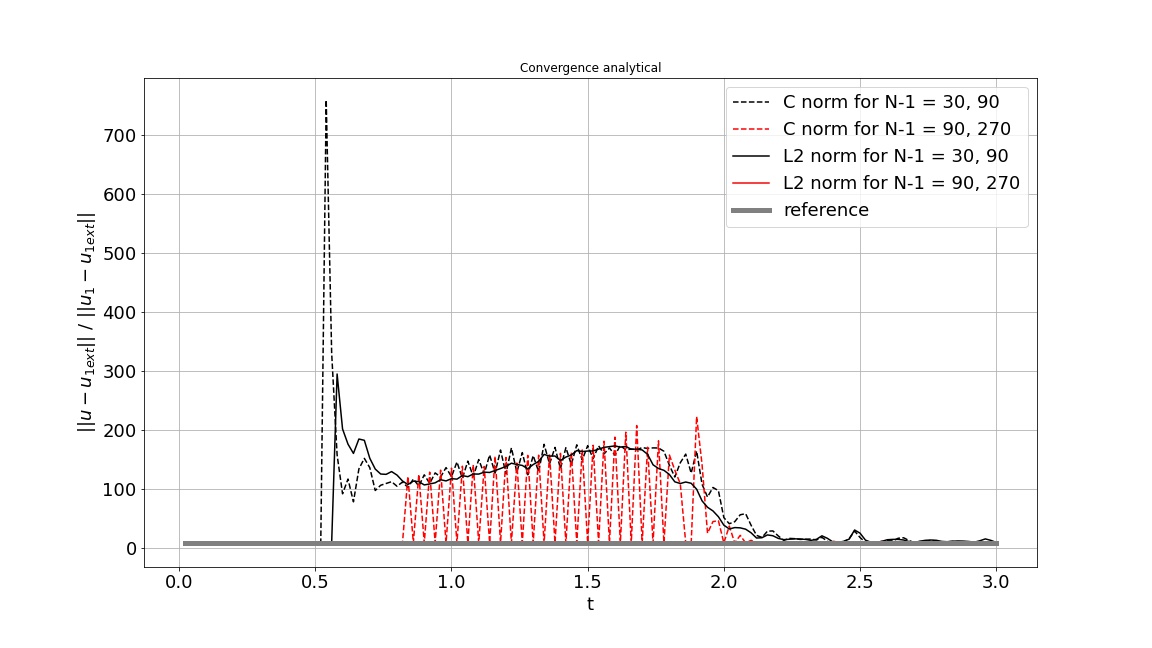 Convergence analytical
C norm for N-1 = 30, 90
C norm for N-1 = 90, 270
L2 norm for N-1 = 30, 90
L2 norm for N-1 = 90, 270
reference
||u − u₁ₑₓₜ|| / ||u₁ − u₁ₑₓₜ||
700
600
500
400
300
200
100
0
0.0 0.5 1.0 1.5 2.0 2.5 3.0
t